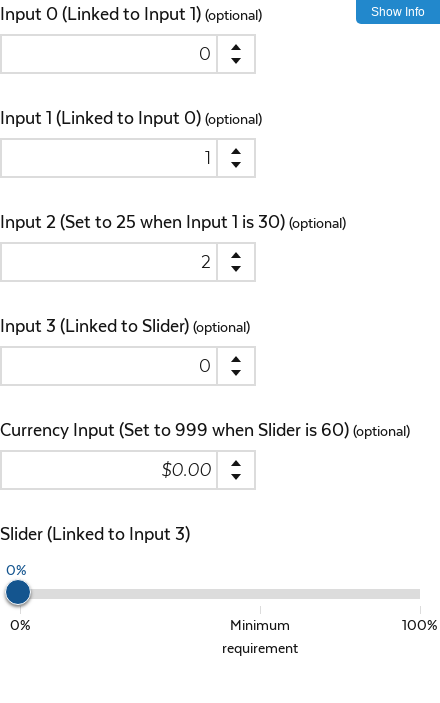 Input 0 (Linked to Input 1) (optional)
Show Info
0
Input 1 (Linked to Input 0) (optional)
1
Input 2 (Set to 25 when Input 1 is 30) (optional)
2
Input 3 (Linked to Slider) (optional)
0
Currency Input (Set to 999 when Slider is 60) (optional)
$0.00
Slider (Linked to Input 3)
0%
0% Minimum requirement 100%